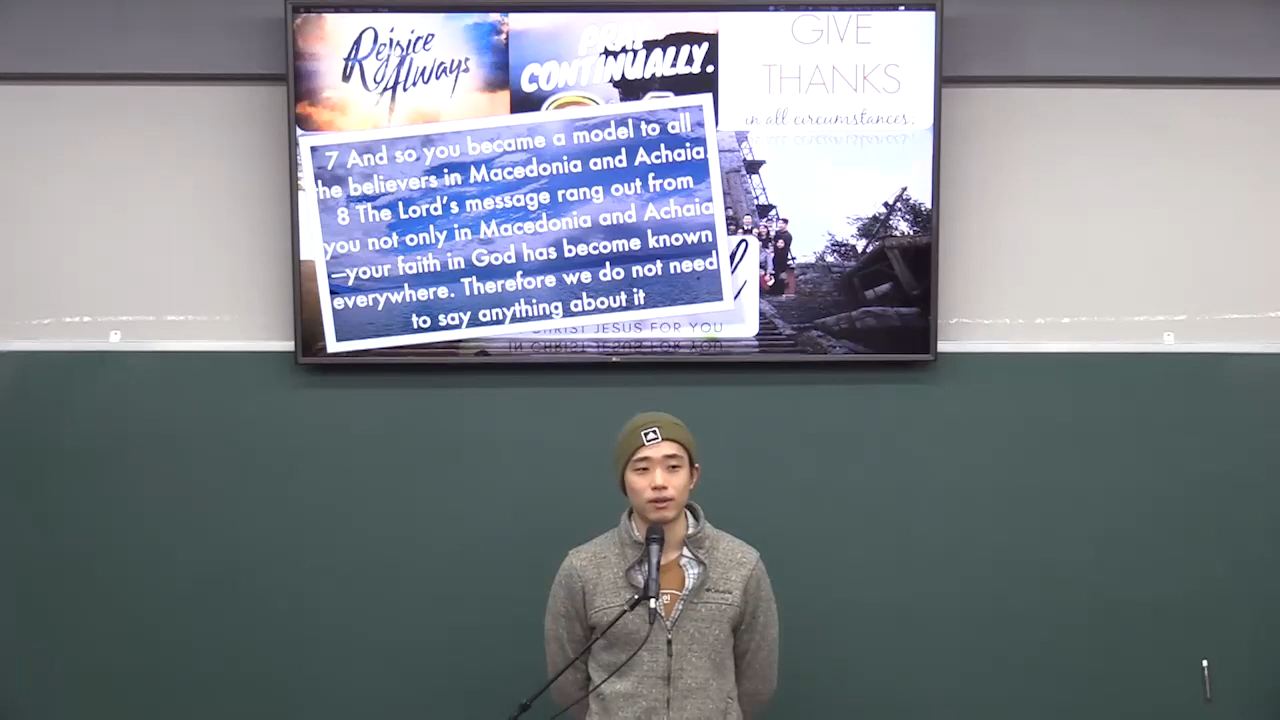 Rejoice
Always
PRAY
CONTINUALLY.
GIVE
THANKS
in all circumstances.
7 And so you became a model to all
he believers in Macedonia and Achaia.
8 The Lord's message rang out from
you not only in Macedonia and Achaia
—your faith in God has become known
everywhere. Therefore we do not need
to say anything about it
CHRIST JESUS FOR YOU
Columbia
인